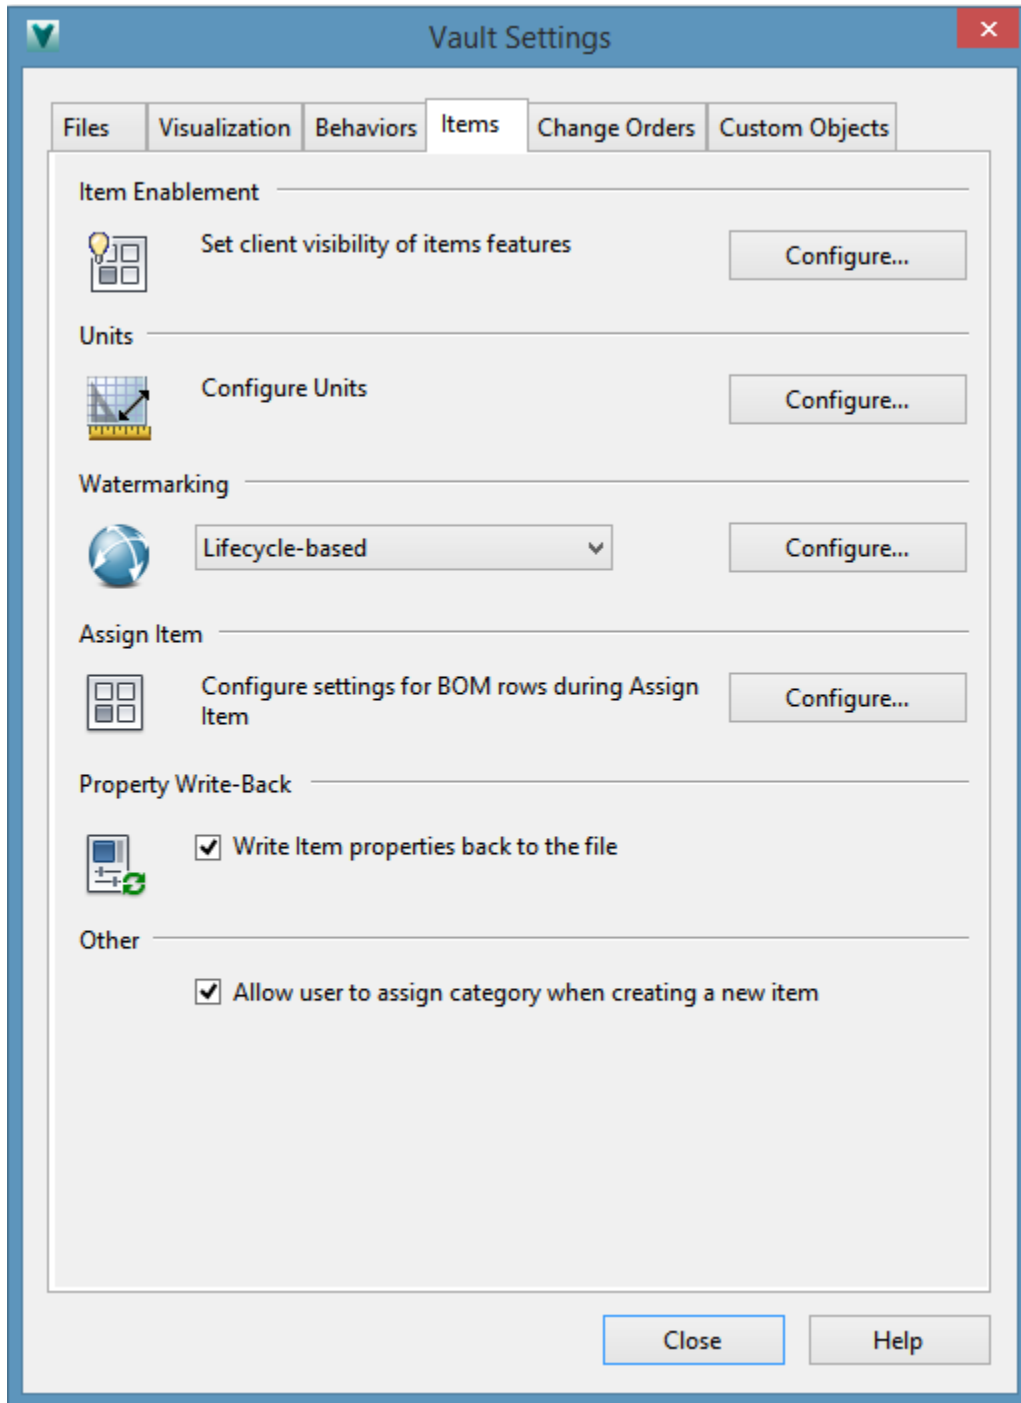 Vault Settings
Files Visualization Behaviors Items Change Orders Custom Objects
Item Enablement
Set client visibility of items features Configure...
Units
Configure Units Configure...
Watermarking
Lifecycle-based Configure...
Assign Item
Configure settings for BOM rows during Assign
Item Configure...
Property Write-Back
Write Item properties back to the file
Other
Allow user to assign category when creating a new item
Close Help